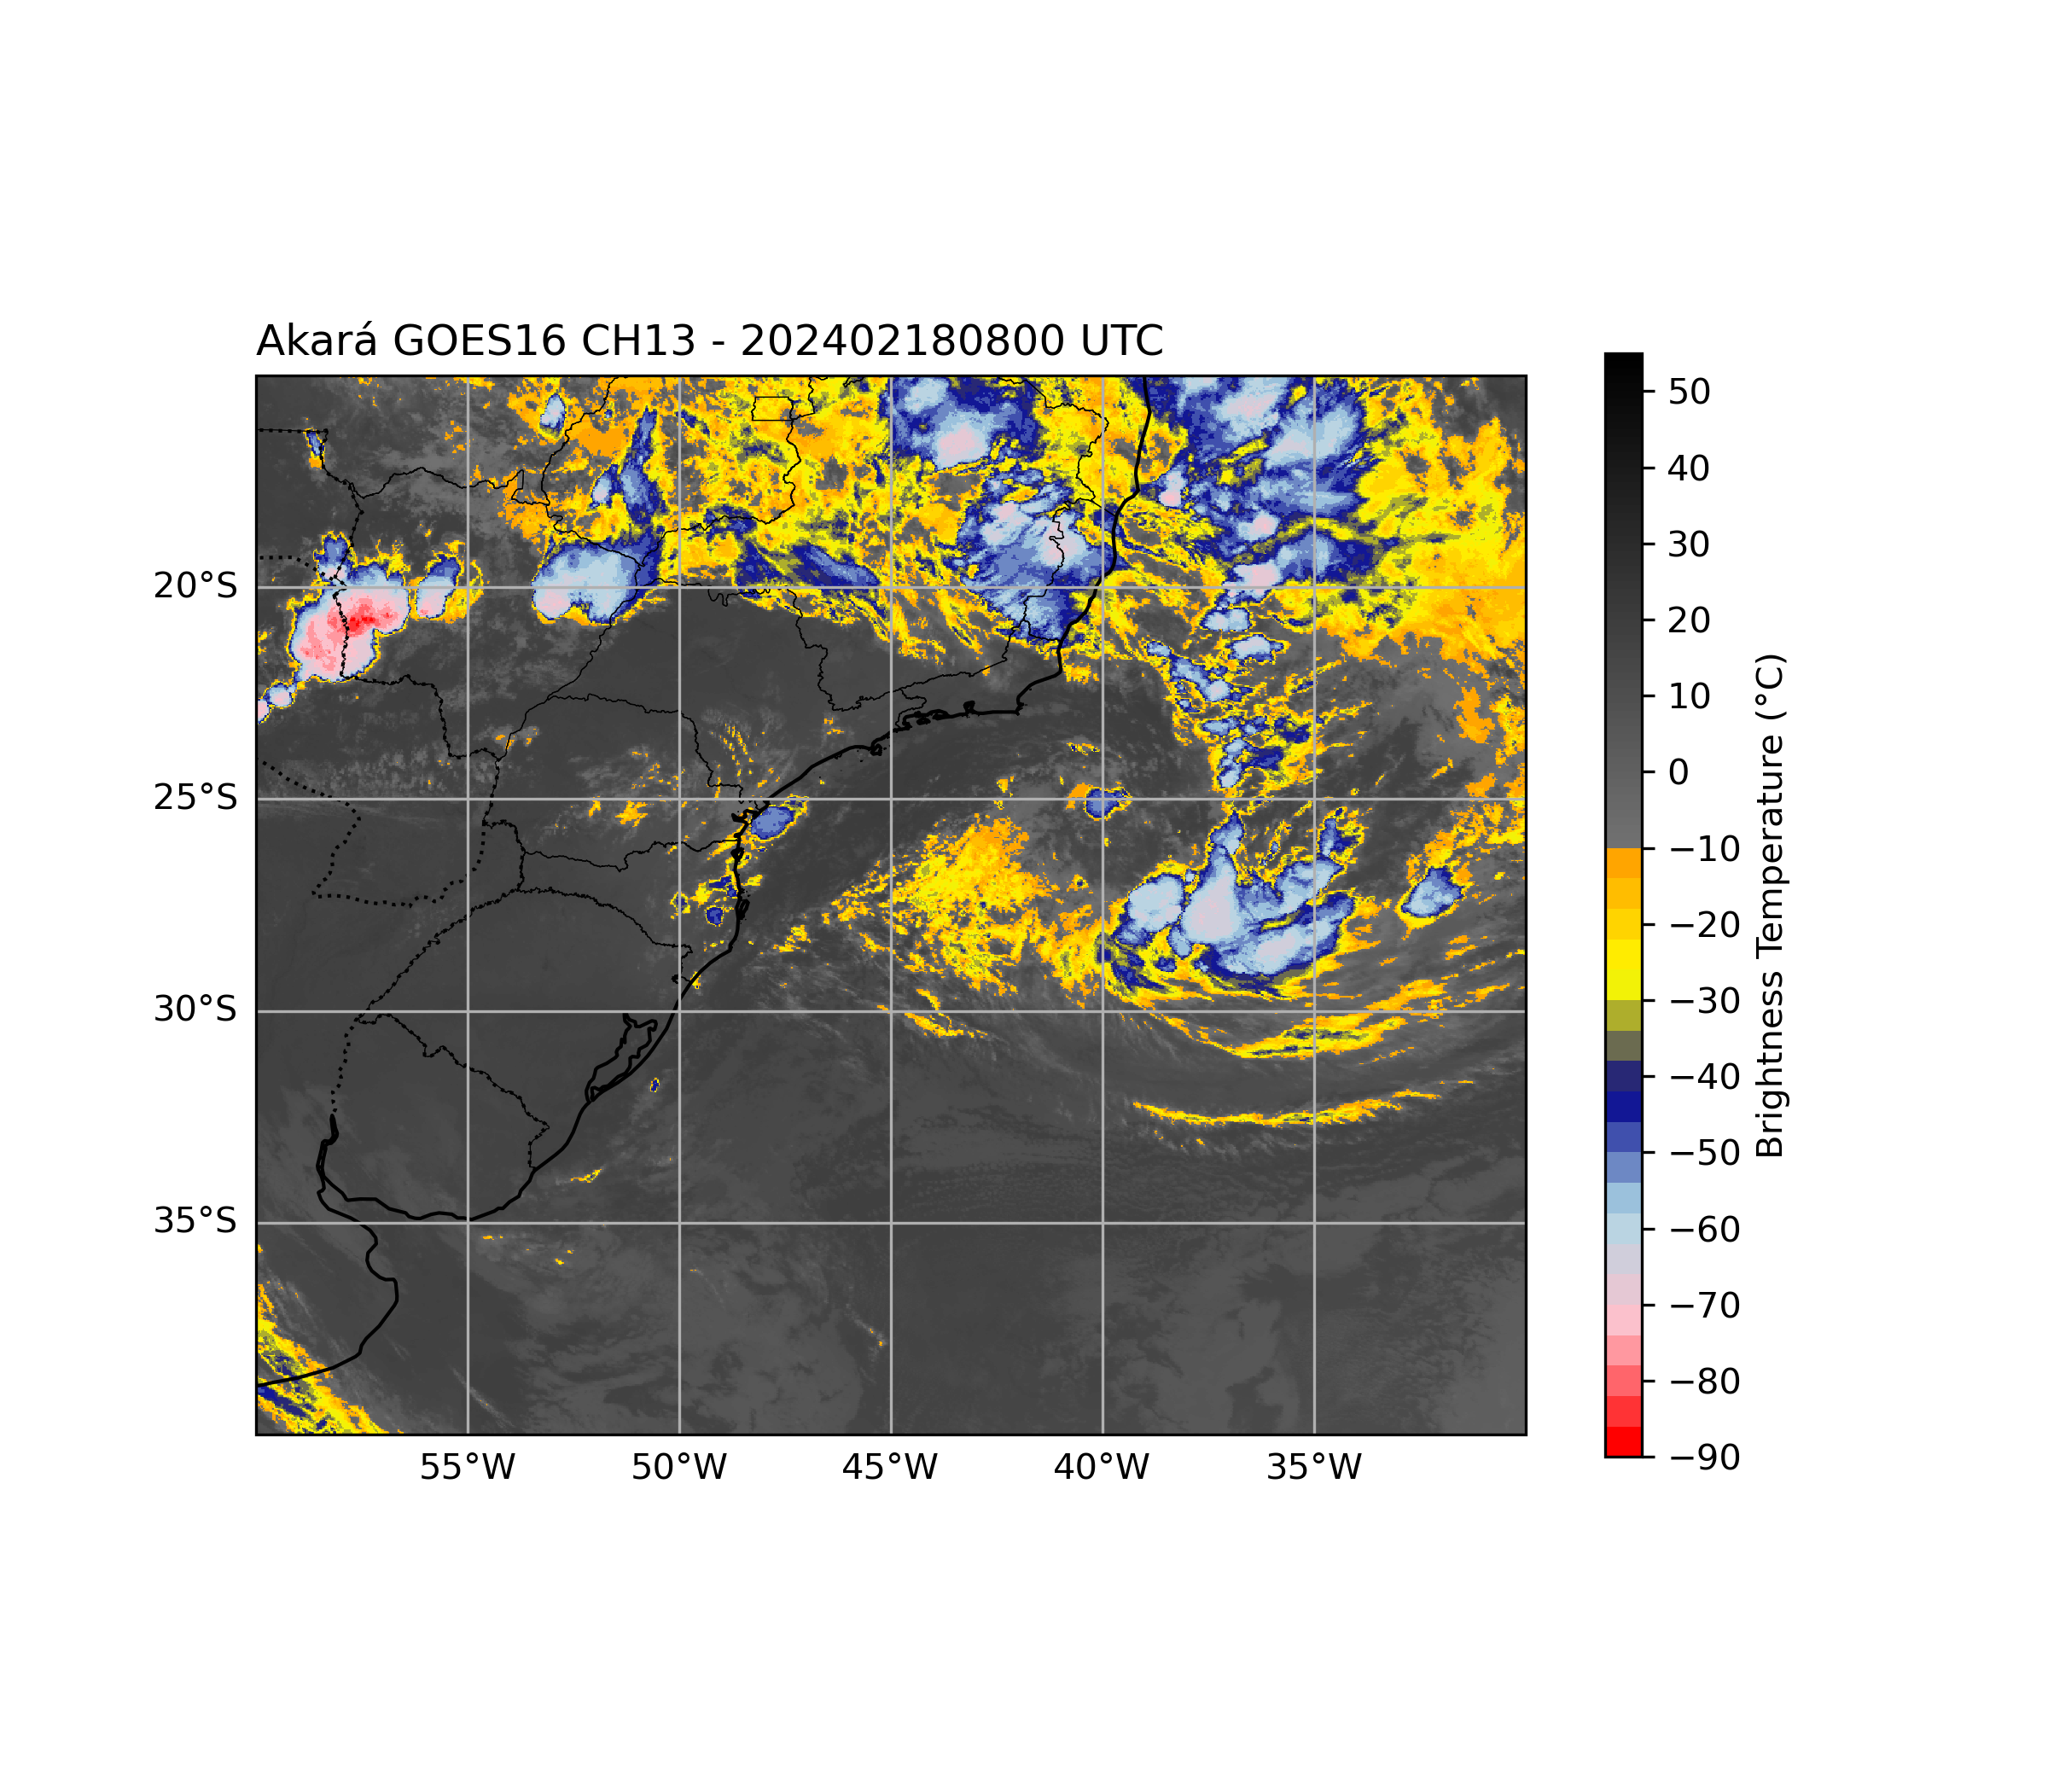 Akará GOES16 CH13 - 202402180800 UTC
20°S
25°S
30°S
35°S
55°W
50°W
45°W
40°W
35°W
50
40
30
20
10
0
−10
−20
−30
−40
−50
−60
−70
−80
−90
Brightness Temperature (°C)